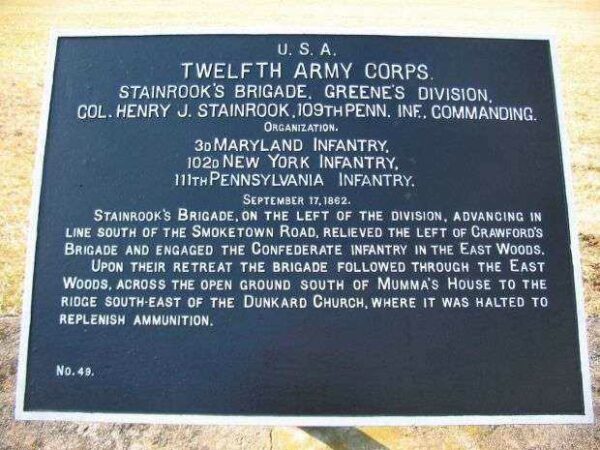 U. S. A.
TWELFTH ARMY CORPS.
STAINROOK'S BRIGADE, GREENE'S DIVISION,
COL. HENRY J. STAINROOK, 109TH PENN. INF., COMMANDING.
ORGANIZATION.
3D MARYLAND INFANTRY,
102D NEW YORK INFANTRY,
111TH PENNSYLVANIA INFANTRY.
SEPTEMBER 17, 1862.
STAINROOK'S BRIGADE, ON THE LEFT OF THE DIVISION, ADVANCING IN
LINE SOUTH OF THE SMOKETOWN ROAD, RELIEVED THE LEFT OF CRAWFORD'S
BRIGADE AND ENGAGED THE CONFEDERATE INFANTRY IN THE EAST WOODS.
UPON THEIR RETREAT THE BRIGADE FOLLOWED THROUGH THE EAST
WOODS, ACROSS THE OPEN GROUND SOUTH OF MUMMA'S HOUSE TO THE
RIDGE SOUTH-EAST OF THE DUNKARD CHURCH, WHERE IT WAS HALTED TO
REPLENISH AMMUNITION.
NO. 49.